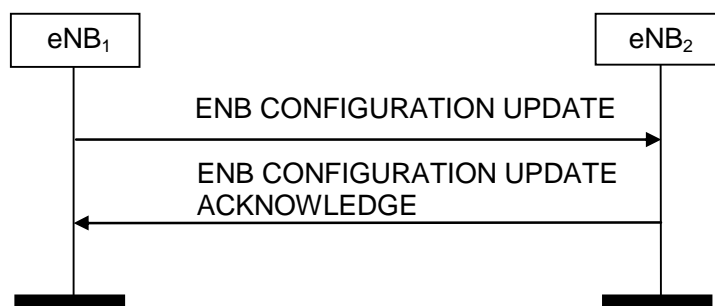 eNB₁
eNB₂
ENB CONFIGURATION UPDATE
ENB CONFIGURATION UPDATE
ACKNOWLEDGE